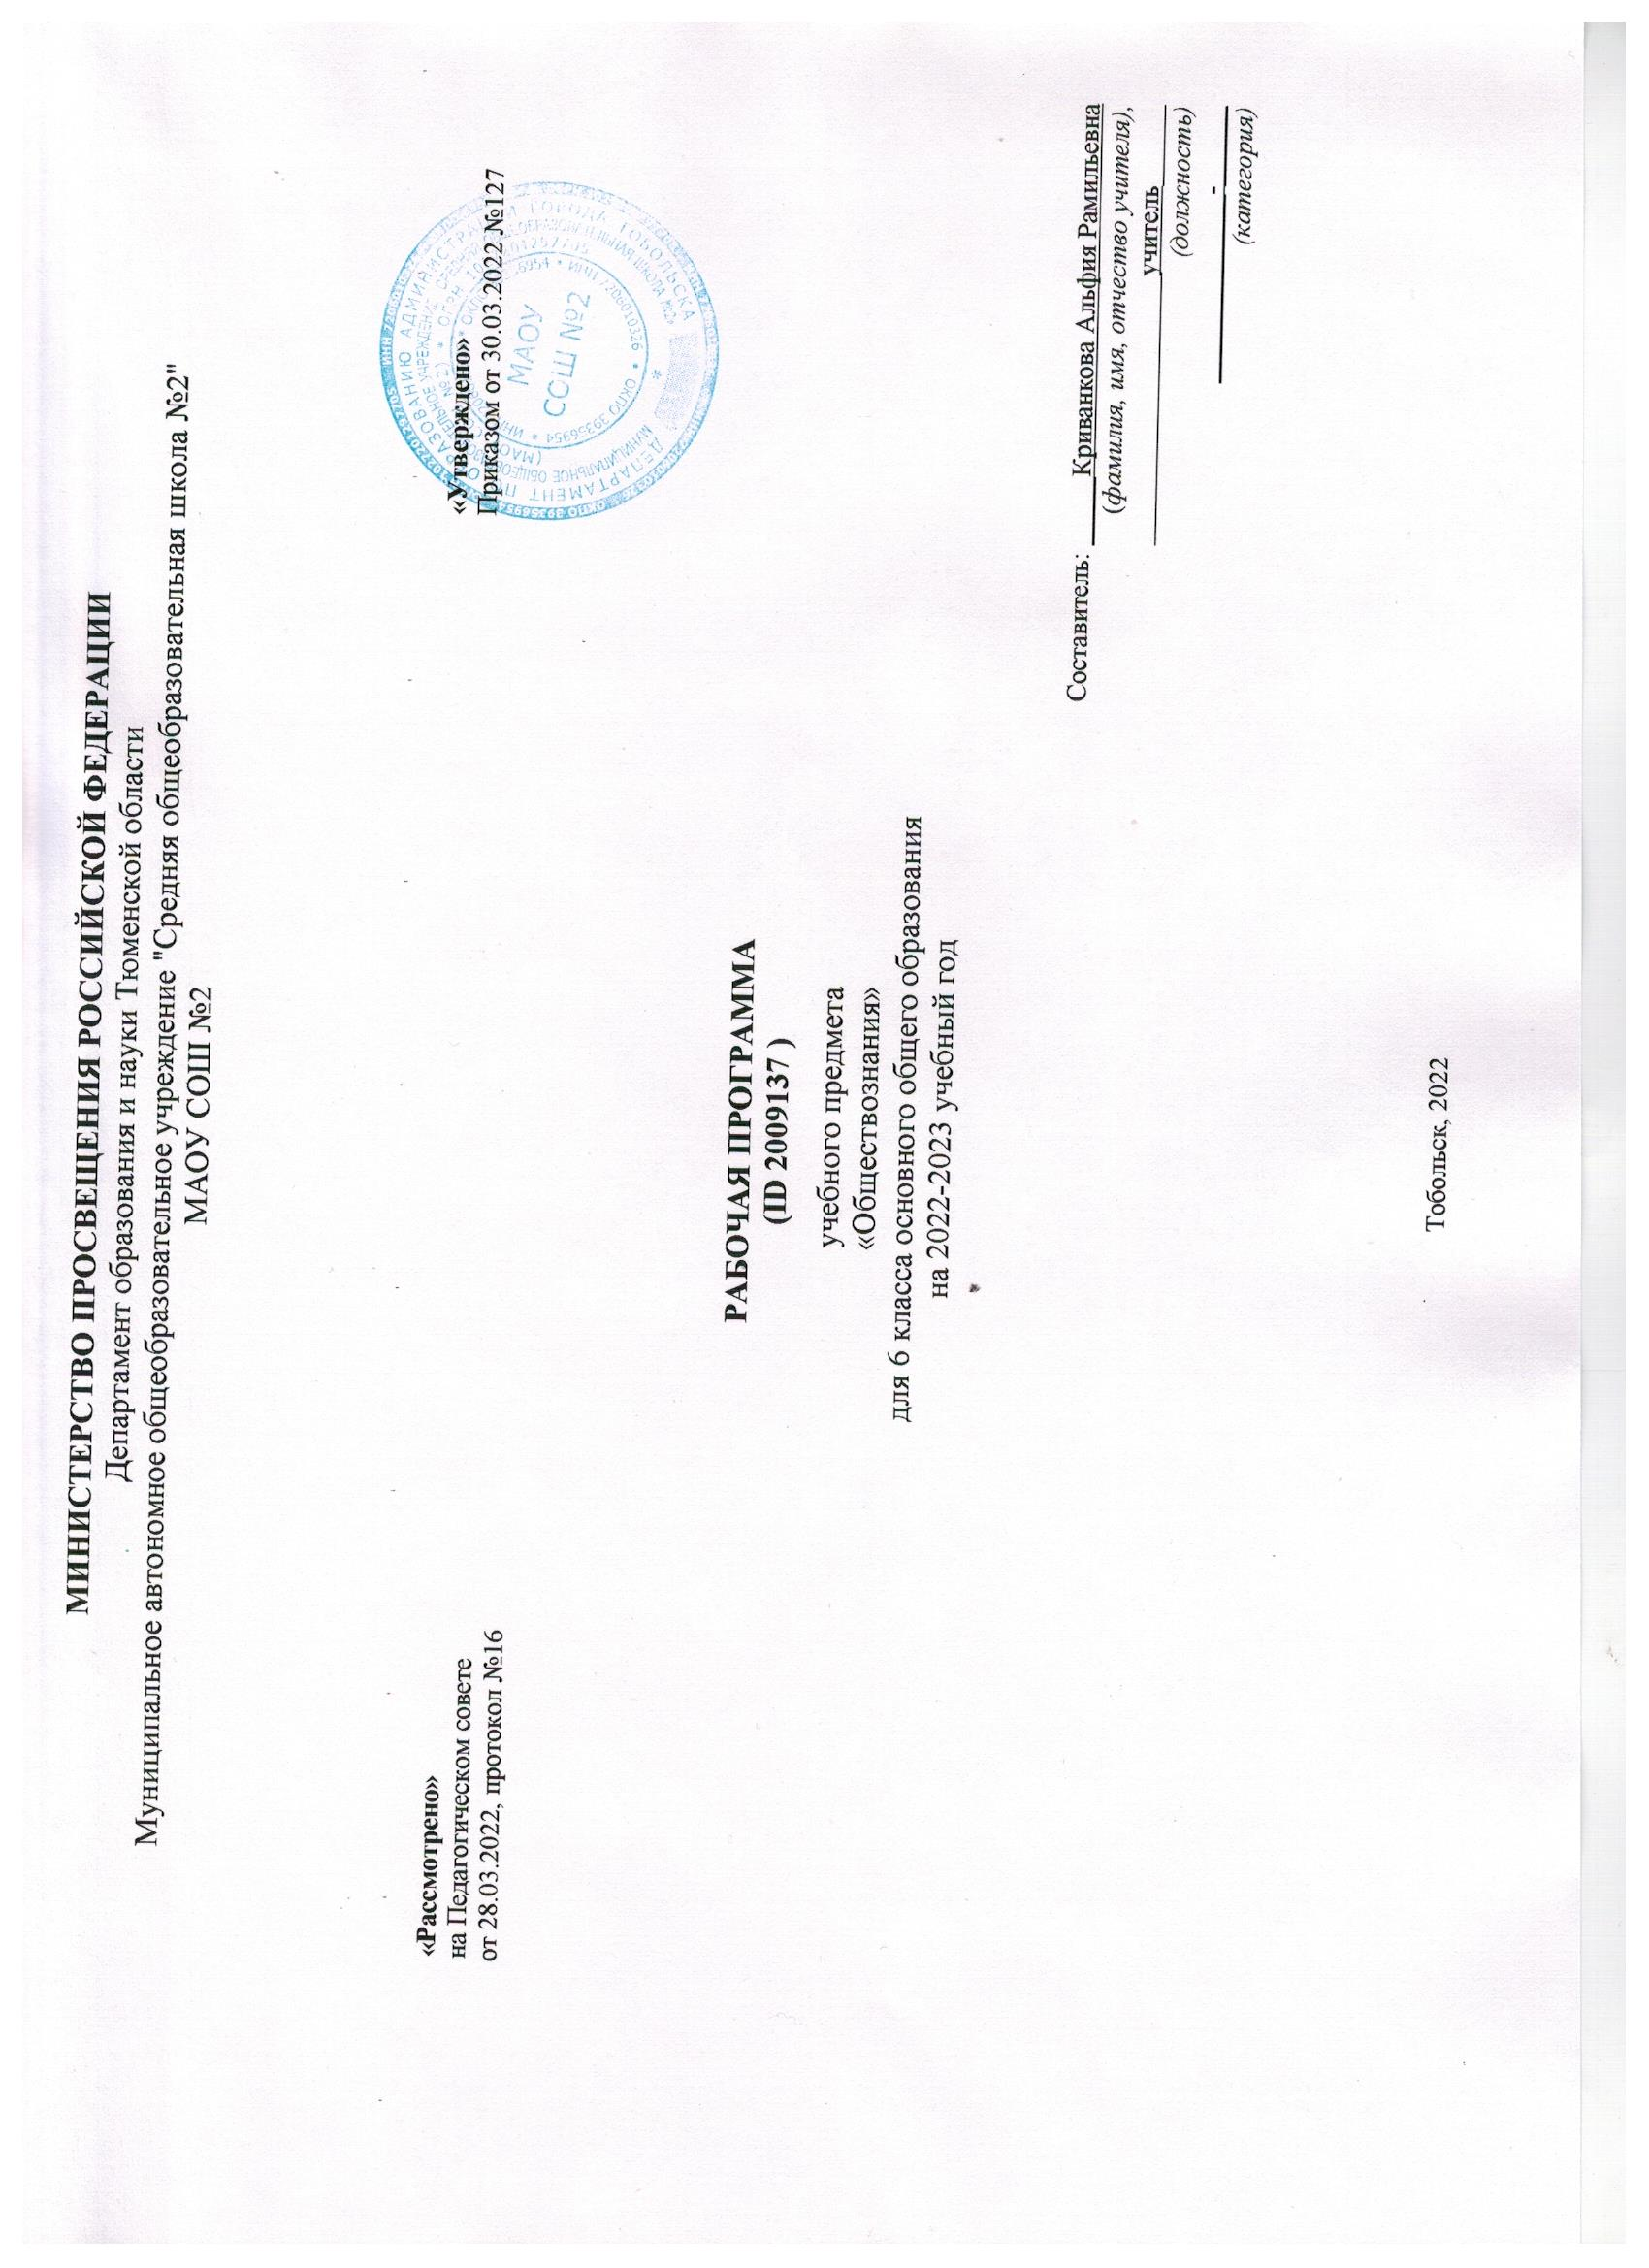 МИНИСТЕРСТВО ПРОСВЕЩЕНИЯ РОССИЙСКОЙ ФЕДЕРАЦИИ
Департамент образования и науки Тюменской области
Муниципальное автономное общеобразовательное учреждение "Средняя общеобразовательная школа №2"
МАОУ СОШ №2
«Рассмотрено»
на Педагогическом совете
от 28.03.2022, протокол №16
«Утверждено»
Приказом от 30.03.2022 №127
МАОУ
СОШ №2
РАБОЧАЯ ПРОГРАММА
(ID 2009137 )
учебного предмета
«Обществознания»
для 6 класса основного общего образования
на 2022-2023 учебный год
Составитель: Криванкова Альфия Рамильевна
(фамилия, имя, отчество учителя),
учитель
(должность)
-
(категория)
Тобольск, 2022